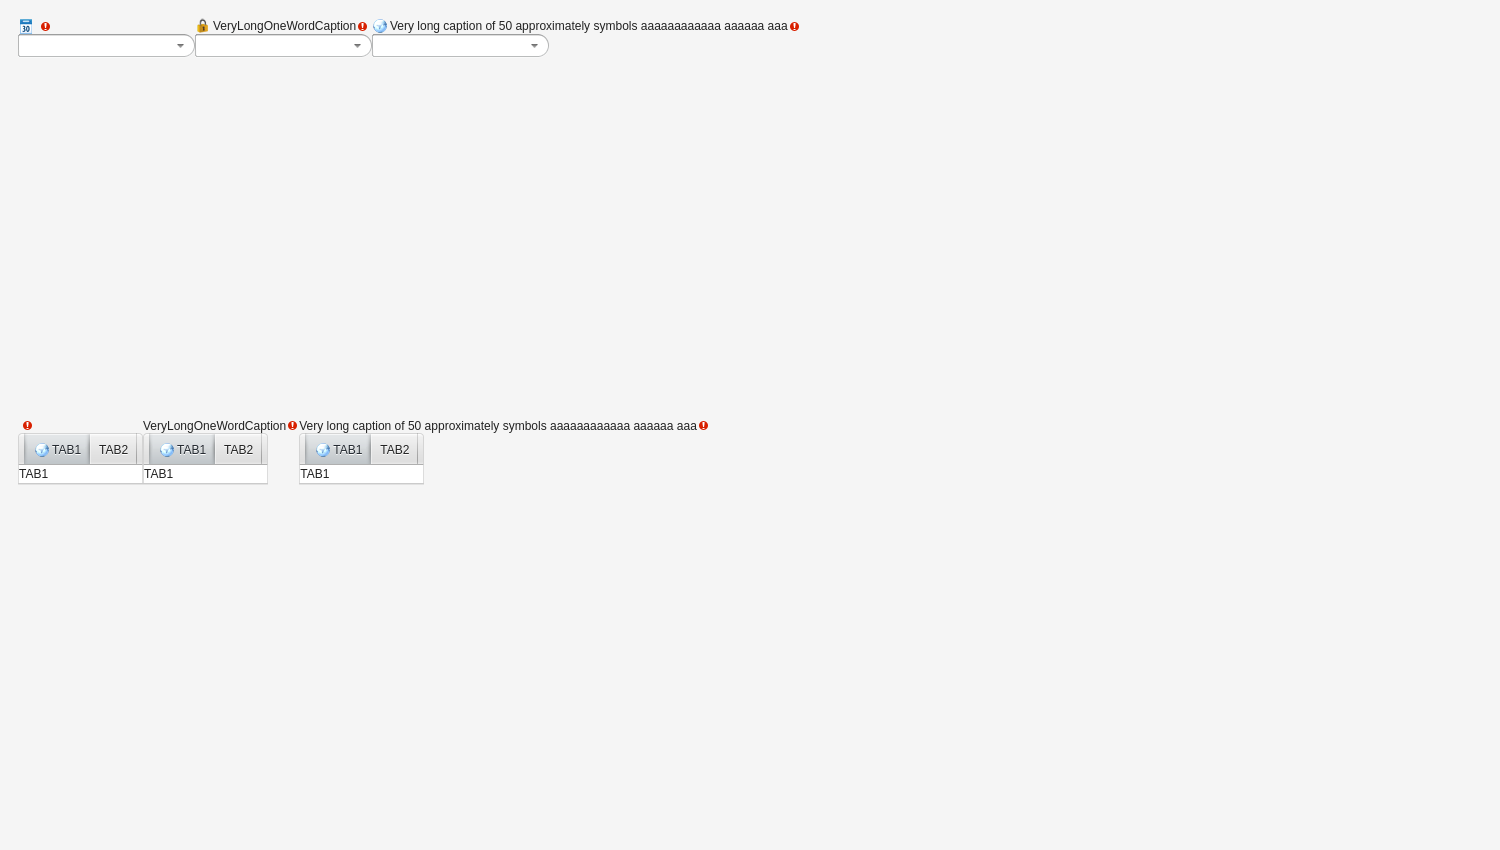 30 VeryLongOneWordCaption Very long caption of 50 approximately symbols aaaaaaaaaaaa aaaaaa aaa
VeryLongOneWordCaption Very long caption of 50 approximately symbols aaaaaaaaaaaa aaaaaa aaa
TAB1 TAB2 TAB1 TAB2 TAB1 TAB2
TAB1 TAB1 TAB1